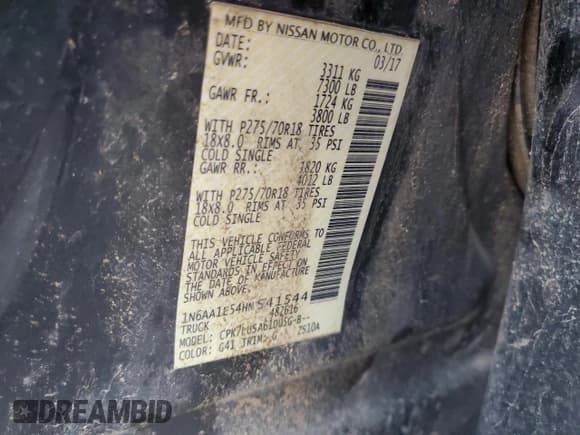 MFD BY NISSAN MOTOR CO., LTD.
DATE: 03/17
GVWR: 3311 KG
7300 LB
GAWR FR.: 1724 KG
3800 LB
WITH P275/70R18 TIRES
18X8.0 RIMS AT 35 PSI
COLD SINGLE
GAWR RR.: 1820 KG
4012 LB
WITH P275/70R18 TIRES
18X8.0 RIMS AT 35 PSI
COLD SINGLE
THIS VEHICLE CONFORMS TO
ALL APPLICABLE FEDERAL
MOTOR VEHICLE SAFETY
STANDARDS IN EFFECT ON
THE DATE OF MANUFACTURE
SHOWN ABOVE.
1N6AA1E54HN541544
TRUCK 482616
MODEL:
COLOR: G41 TRIM: G
DREAMBID